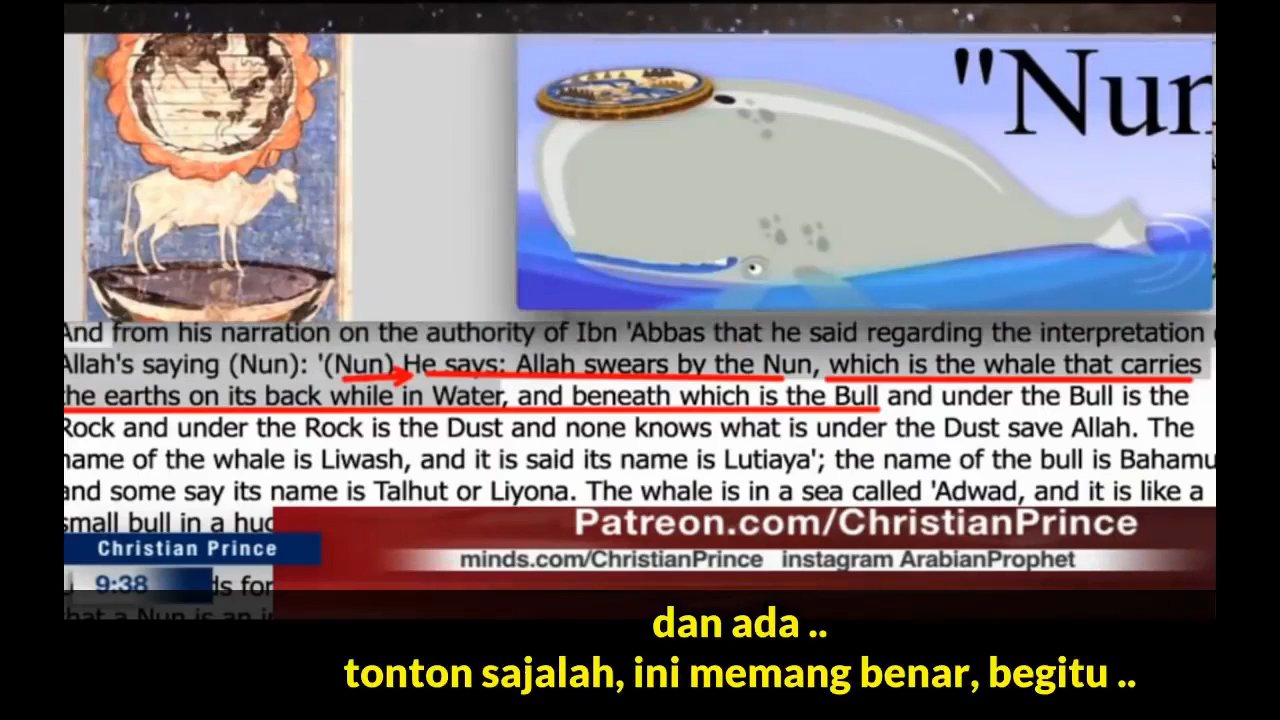 "Nun
And from his narration on the authority of Ibn 'Abbas that he said regarding the interpretation
Allah's saying (Nun): '(Nun) He says: Allah swears by the Nun, which is the whale that carries
the earths on its back while in Water, and beneath which is the Bull and under the Bull is the
Rock and under the Rock is the Dust and none knows what is under the Dust save Allah. The
name of the whale is Liwash, and it is said its name is Lutiaya'; the name of the bull is Bahamu
and some say its name is Talhut or Liyona. The whale is in a sea called 'Adwad, and it is like a
small bull in a
Patreon.com/ChristianPrince
Christian Prince
minds.com/ChristianPrince instagram ArabianProphet
9:38
for
that a Nun is an
dan ada ..
tonton sajalah, ini memang benar, begitu ..